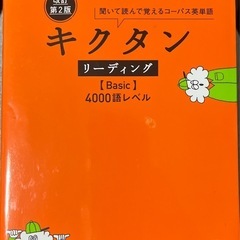 改訂
第2版
聞いて読んで覚えるコーパス英単語
キクタン
リーディング
【Basic】
4000語レベル